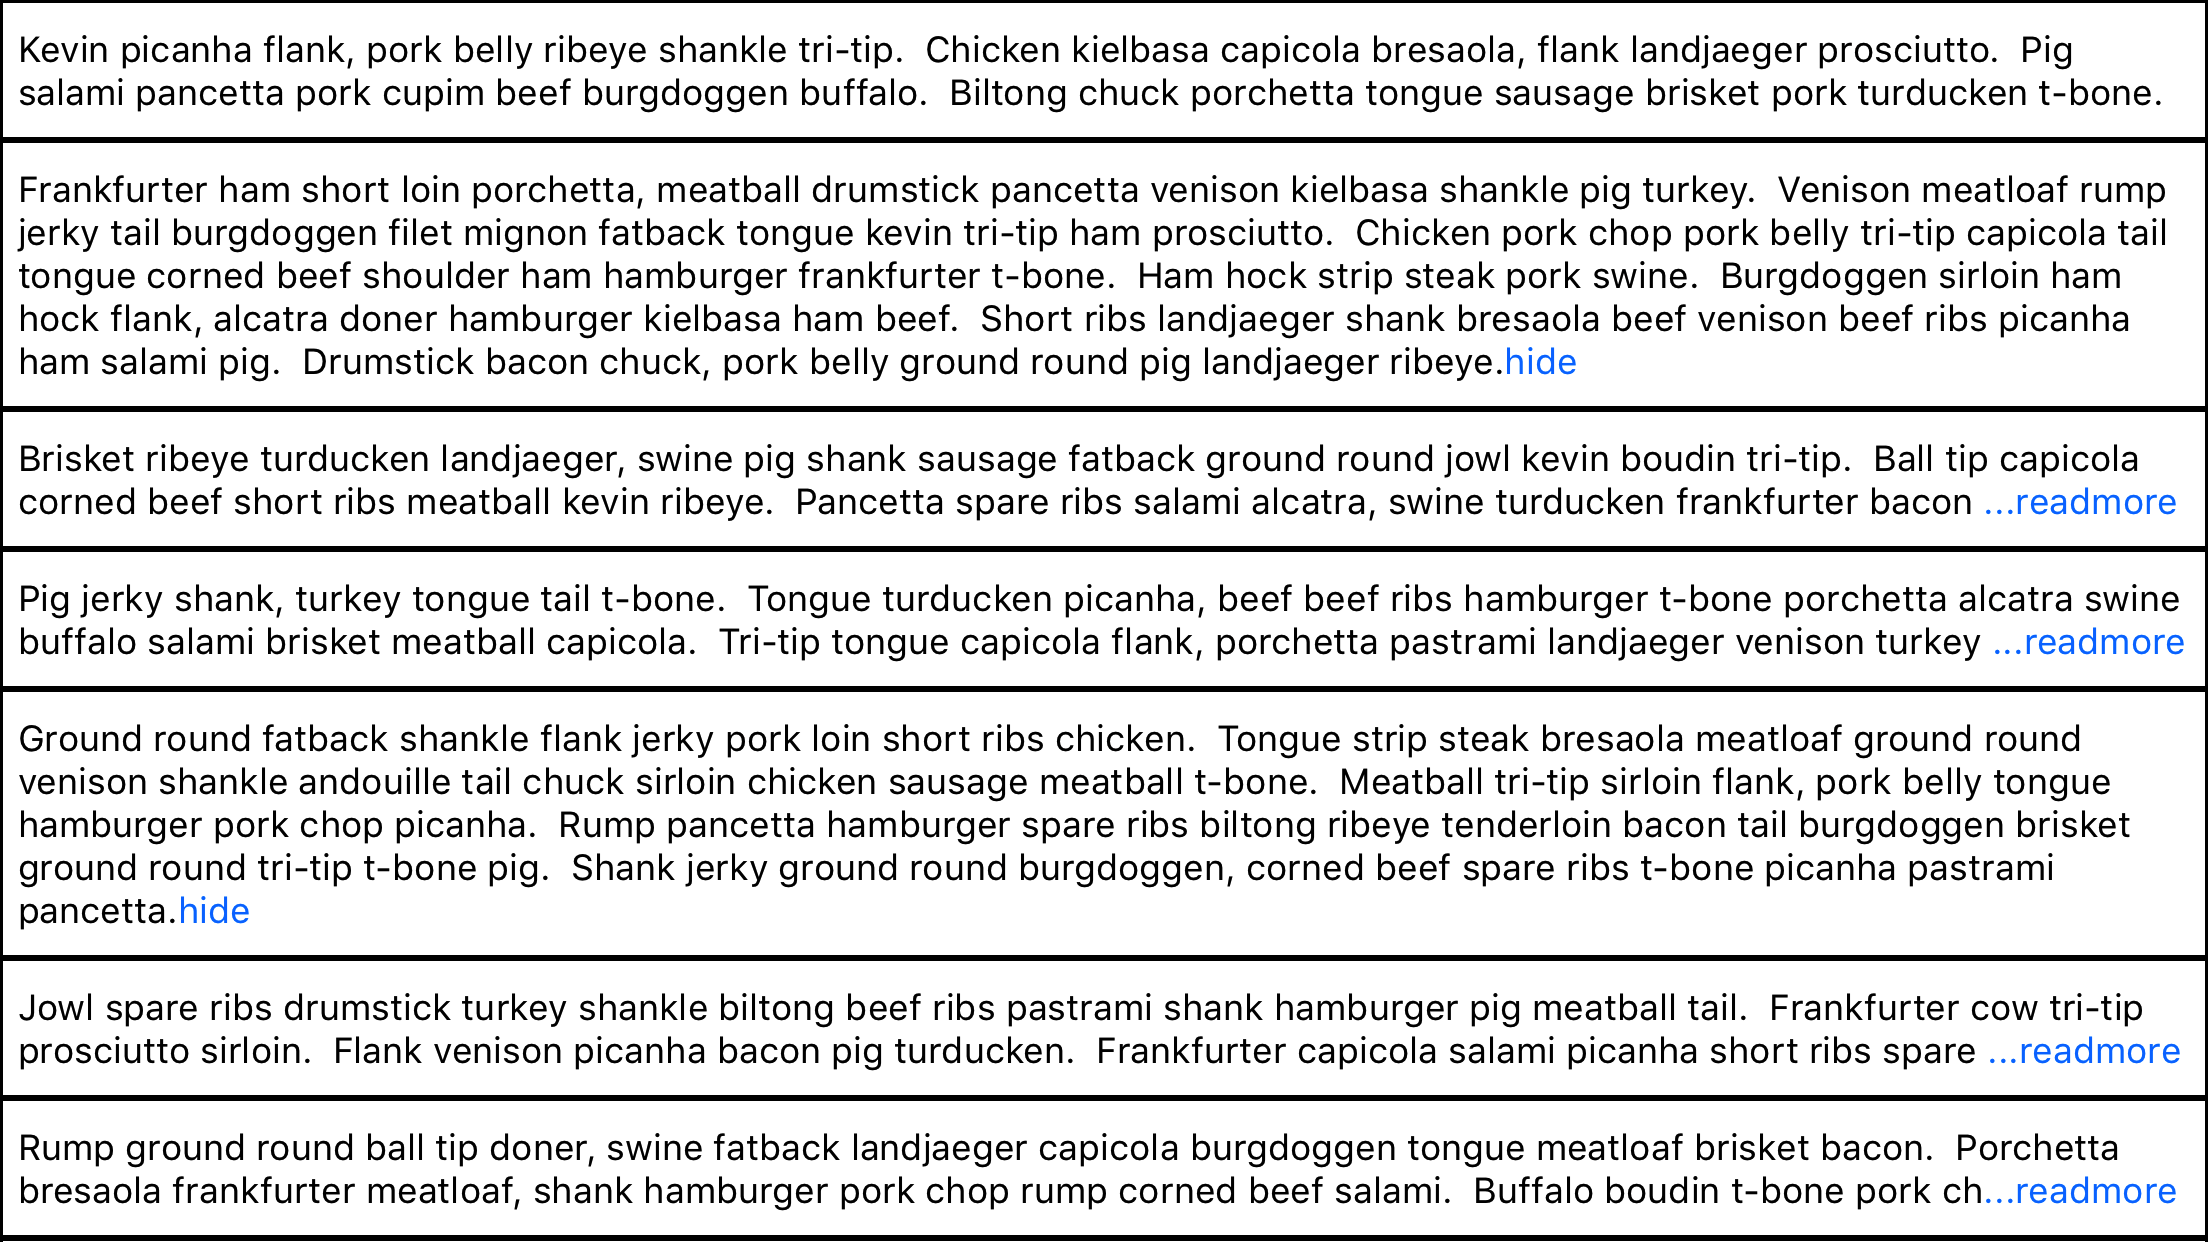 Kevin picanha flank, pork belly ribeye shankle tri-tip.  Chicken kielbasa capicola bresaola, flank landjaeger prosciutto.  Pig
salami pancetta pork cupim beef burgdoggen buffalo.  Biltong chuck porchetta tongue sausage brisket pork turducken t-bone.
Frankfurter ham short loin porchetta, meatball drumstick pancetta venison kielbasa shankle pig turkey.  Venison meatloaf rump
jerky tail burgdoggen filet mignon fatback tongue kevin tri-tip ham prosciutto.  Chicken pork chop pork belly tri-tip capicola tail
tongue corned beef shoulder ham hamburger frankfurter t-bone.  Ham hock strip steak pork swine.  Burgdoggen sirloin ham
hock flank, alcatra doner hamburger kielbasa ham beef.  Short ribs landjaeger shank bresaola beef venison beef ribs picanha
ham salami pig.  Drumstick bacon chuck, pork belly ground round pig landjaeger ribeye.hide
Brisket ribeye turducken landjaeger, swine pig shank sausage fatback ground round jowl kevin boudin tri-tip.  Ball tip capicola
corned beef short ribs meatball kevin ribeye.  Pancetta spare ribs salami alcatra, swine turducken frankfurter bacon ...readmore
Pig jerky shank, turkey tongue tail t-bone.  Tongue turducken picanha, beef beef ribs hamburger t-bone porchetta alcatra swine
buffalo salami brisket meatball capicola.  Tri-tip tongue capicola flank, porchetta pastrami landjaeger venison turkey ...readmore
Ground round fatback shankle flank jerky pork loin short ribs chicken.  Tongue strip steak bresaola meatloaf ground round
venison shankle andouille tail chuck sirloin chicken sausage meatball t-bone.  Meatball tri-tip sirloin flank, pork belly tongue
hamburger pork chop picanha.  Rump pancetta hamburger spare ribs biltong ribeye tenderloin bacon tail burgdoggen brisket
ground round tri-tip t-bone pig.  Shank jerky ground round burgdoggen, corned beef spare ribs t-bone picanha pastrami
pancetta.hide
Jowl spare ribs drumstick turkey shankle biltong beef ribs pastrami shank hamburger pig meatball tail.  Frankfurter cow tri-tip
prosciutto sirloin.  Flank venison picanha bacon pig turducken.  Frankfurter capicola salami picanha short ribs spare ...readmore
Rump ground round ball tip doner, swine fatback landjaeger capicola burgdoggen tongue meatloaf brisket bacon.  Porchetta
bresaola frankfurter meatloaf, shank hamburger pork chop rump corned beef salami.  Buffalo boudin t-bone pork ch...readmore